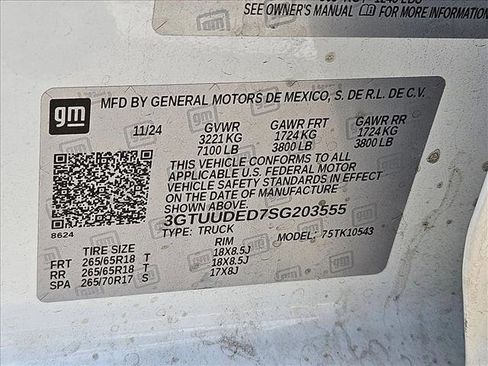 SEE OWNER'S MANUAL FOR MORE INFORMATION
gm
MFD BY GENERAL MOTORS DE MEXICO, S. DE R.L. DE C.V.
11/24 GVWR GAWR FRT GAWR RR
3221 KG 1724 KG 1724 KG
7100 LB 3800 LB 3800 LB
THIS VEHICLE CONFORMS TO ALL
APPLICABLE U.S. FEDERAL MOTOR
VEHICLE SAFETY STANDARDS IN EFFECT
ON THE DATE OF MANUFACTURE
SHOWN ABOVE.
3GTUUDED7SG203555
8624 TYPE: TRUCK MODEL: 75TK10543
TIRE SIZE RIM
FRT 265/65R18 T 18X8.5J
RR 265/65R18 T 18X8.5J
SPA 265/70R17 S 17X8J